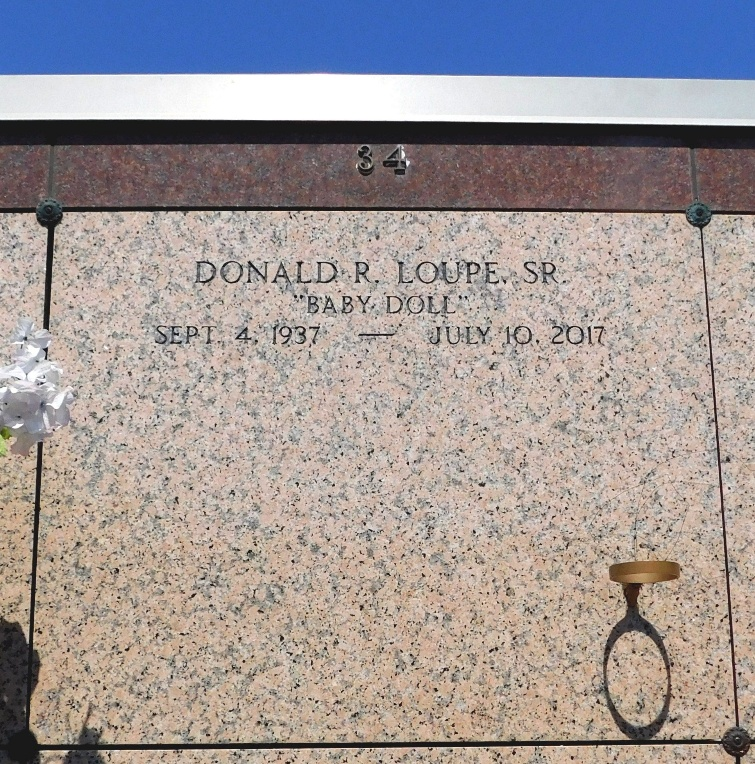 34
DONALD R. LOUPE, SR.
"BABY DOLL"
SEPT. 4, 1937 — JULY 10, 2017